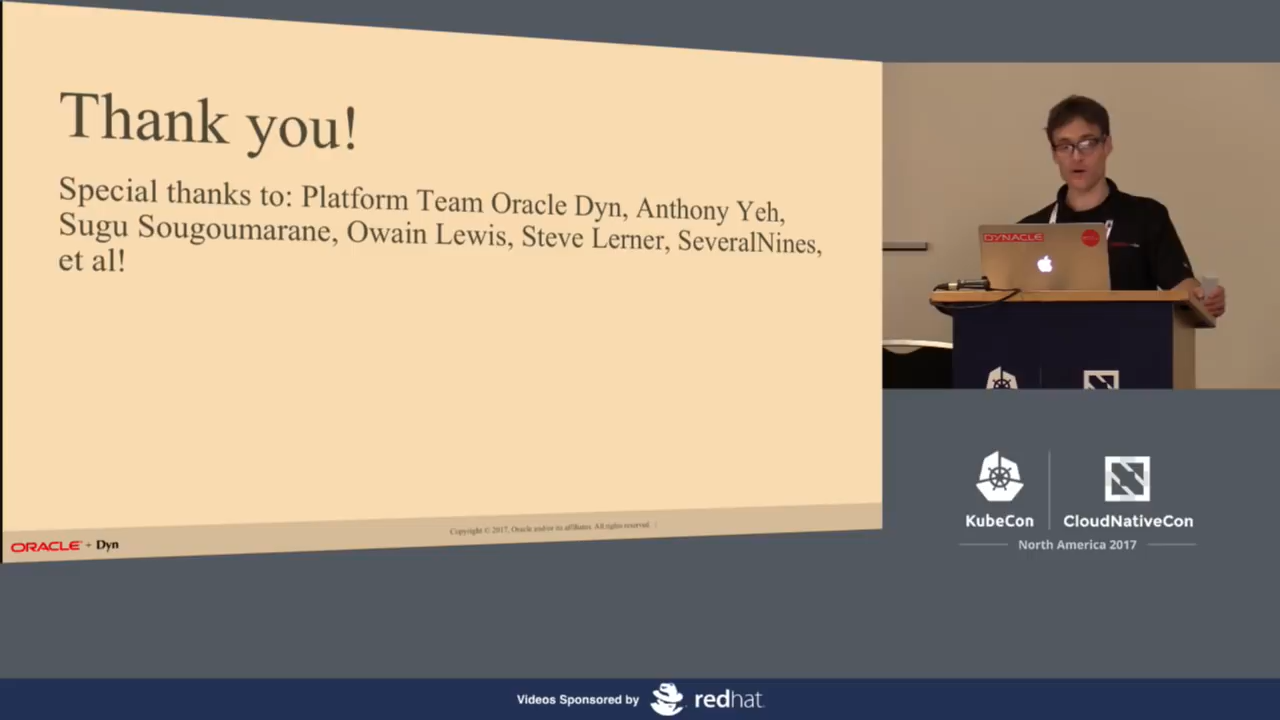 Thank you!
Special thanks to: Platform Team Oracle Dyn, Anthony Yeh,
Sugu Sougoumarane, Owain Lewis, Steve Lerner, SeveralNines,
et al!
Copyright © 2017, Oracle and/or its affiliates. All rights reserved. |
ORACLE + Dyn
DYNACLE
KubeCon
CloudNativeCon
North America 2017
Videos Sponsored by redhat.